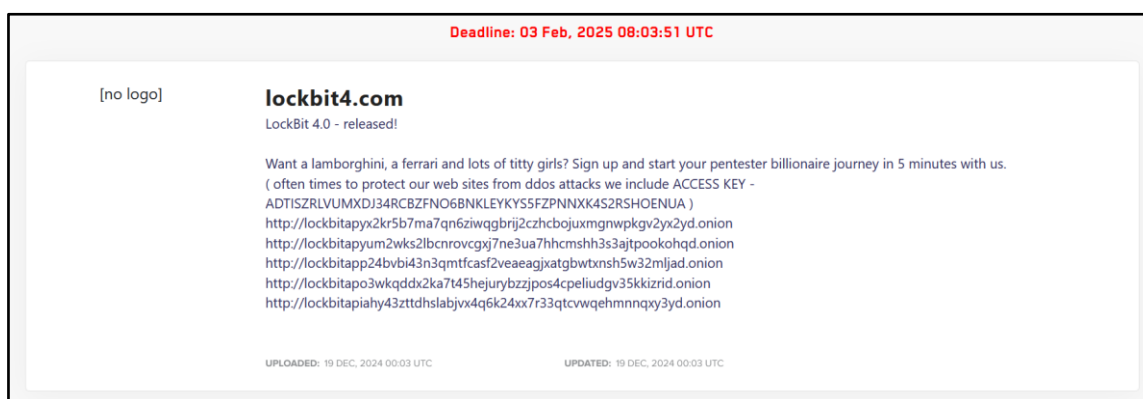 Deadline: 03 Feb, 2025 08:03:51 UTC
[no logo]
lockbit4.com
LockBit 4.0 - released!
Want a lamborghini, a ferrari and lots of titty girls? Sign up and start your pentester billionaire journey in 5 minutes with us.
( often times to protect our web sites from ddos attacks we include ACCESS KEY -
ADTISZRLVUMXDJ34RCBZFNO6BNKLEYKYS5FZPNNXK4S2RSHOENUA )
http://lockbitapyx2kr5b7ma7qn6ziwqgbrij2czhcbojuxmgnwpkgv2yx2yd.onion
http://lockbitapyum2wks2lbcnrovcgxj7ne3ua7hhcmshh3s3ajtpookohqd.onion
http://lockbitapp24bvbi43n3qmtfcasf2veaeagjxatgbwtxnsh5w32mljad.onion
http://lockbitapo3wkqddx2ka7t45hejurybzzjpos4cpeliudgv35kkizrid.onion
http://lockbitapiahy43zttdhslabjvx4q6k24xx7r33qtcvwqehmnnqxy3yd.onion
UPLOADED: 19 DEC, 2024 00:03 UTC UPDATED: 19 DEC, 2024 00:03 UTC